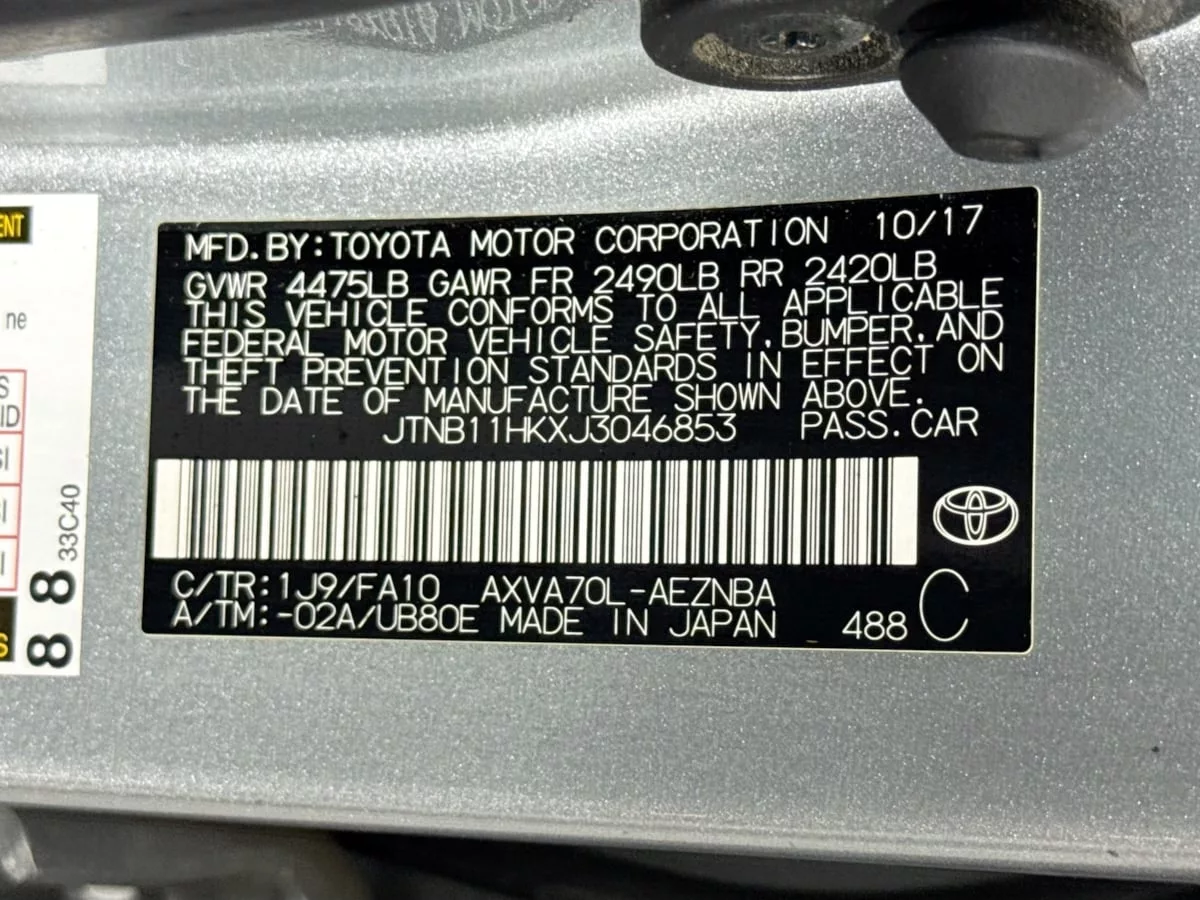 MFD.BY:TOYOTA MOTOR CORPORATION 10/17
GVWR 4475LB GAWR FR 2490LB RR 2420LB
THIS VEHICLE CONFORMS TO ALL APPLICABLE
FEDERAL MOTOR VEHICLE SAFETY,BUMPER,AND
THEFT PREVENTION STANDARDS IN EFFECT ON
THE DATE OF MANUFACTURE SHOWN ABOVE.
JTNB11HKXJ3046853 PASS.CAR
C/TR:1J9/FA10 AXVA70L-AEZNBA
A/TM:-02A/UB80E MADE IN JAPAN 488 C
ne
33C40
88